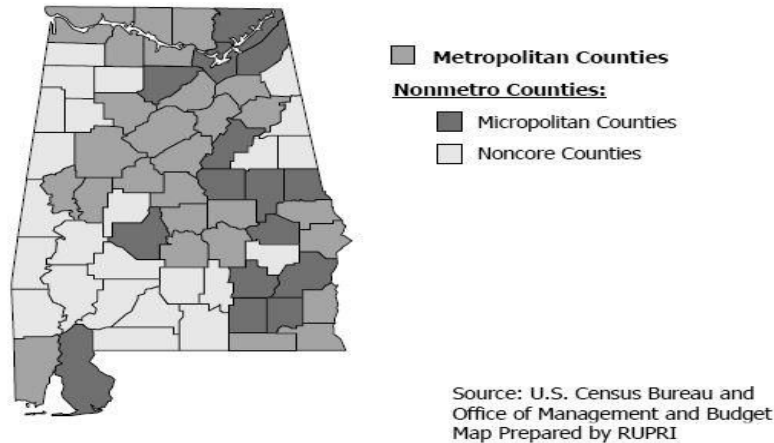 Metropolitan Counties
Nonmetro Counties:
Micropolitan Counties
Noncore Counties
Source: U.S. Census Bureau and
Office of Management and Budget
Map Prepared by RUPRI